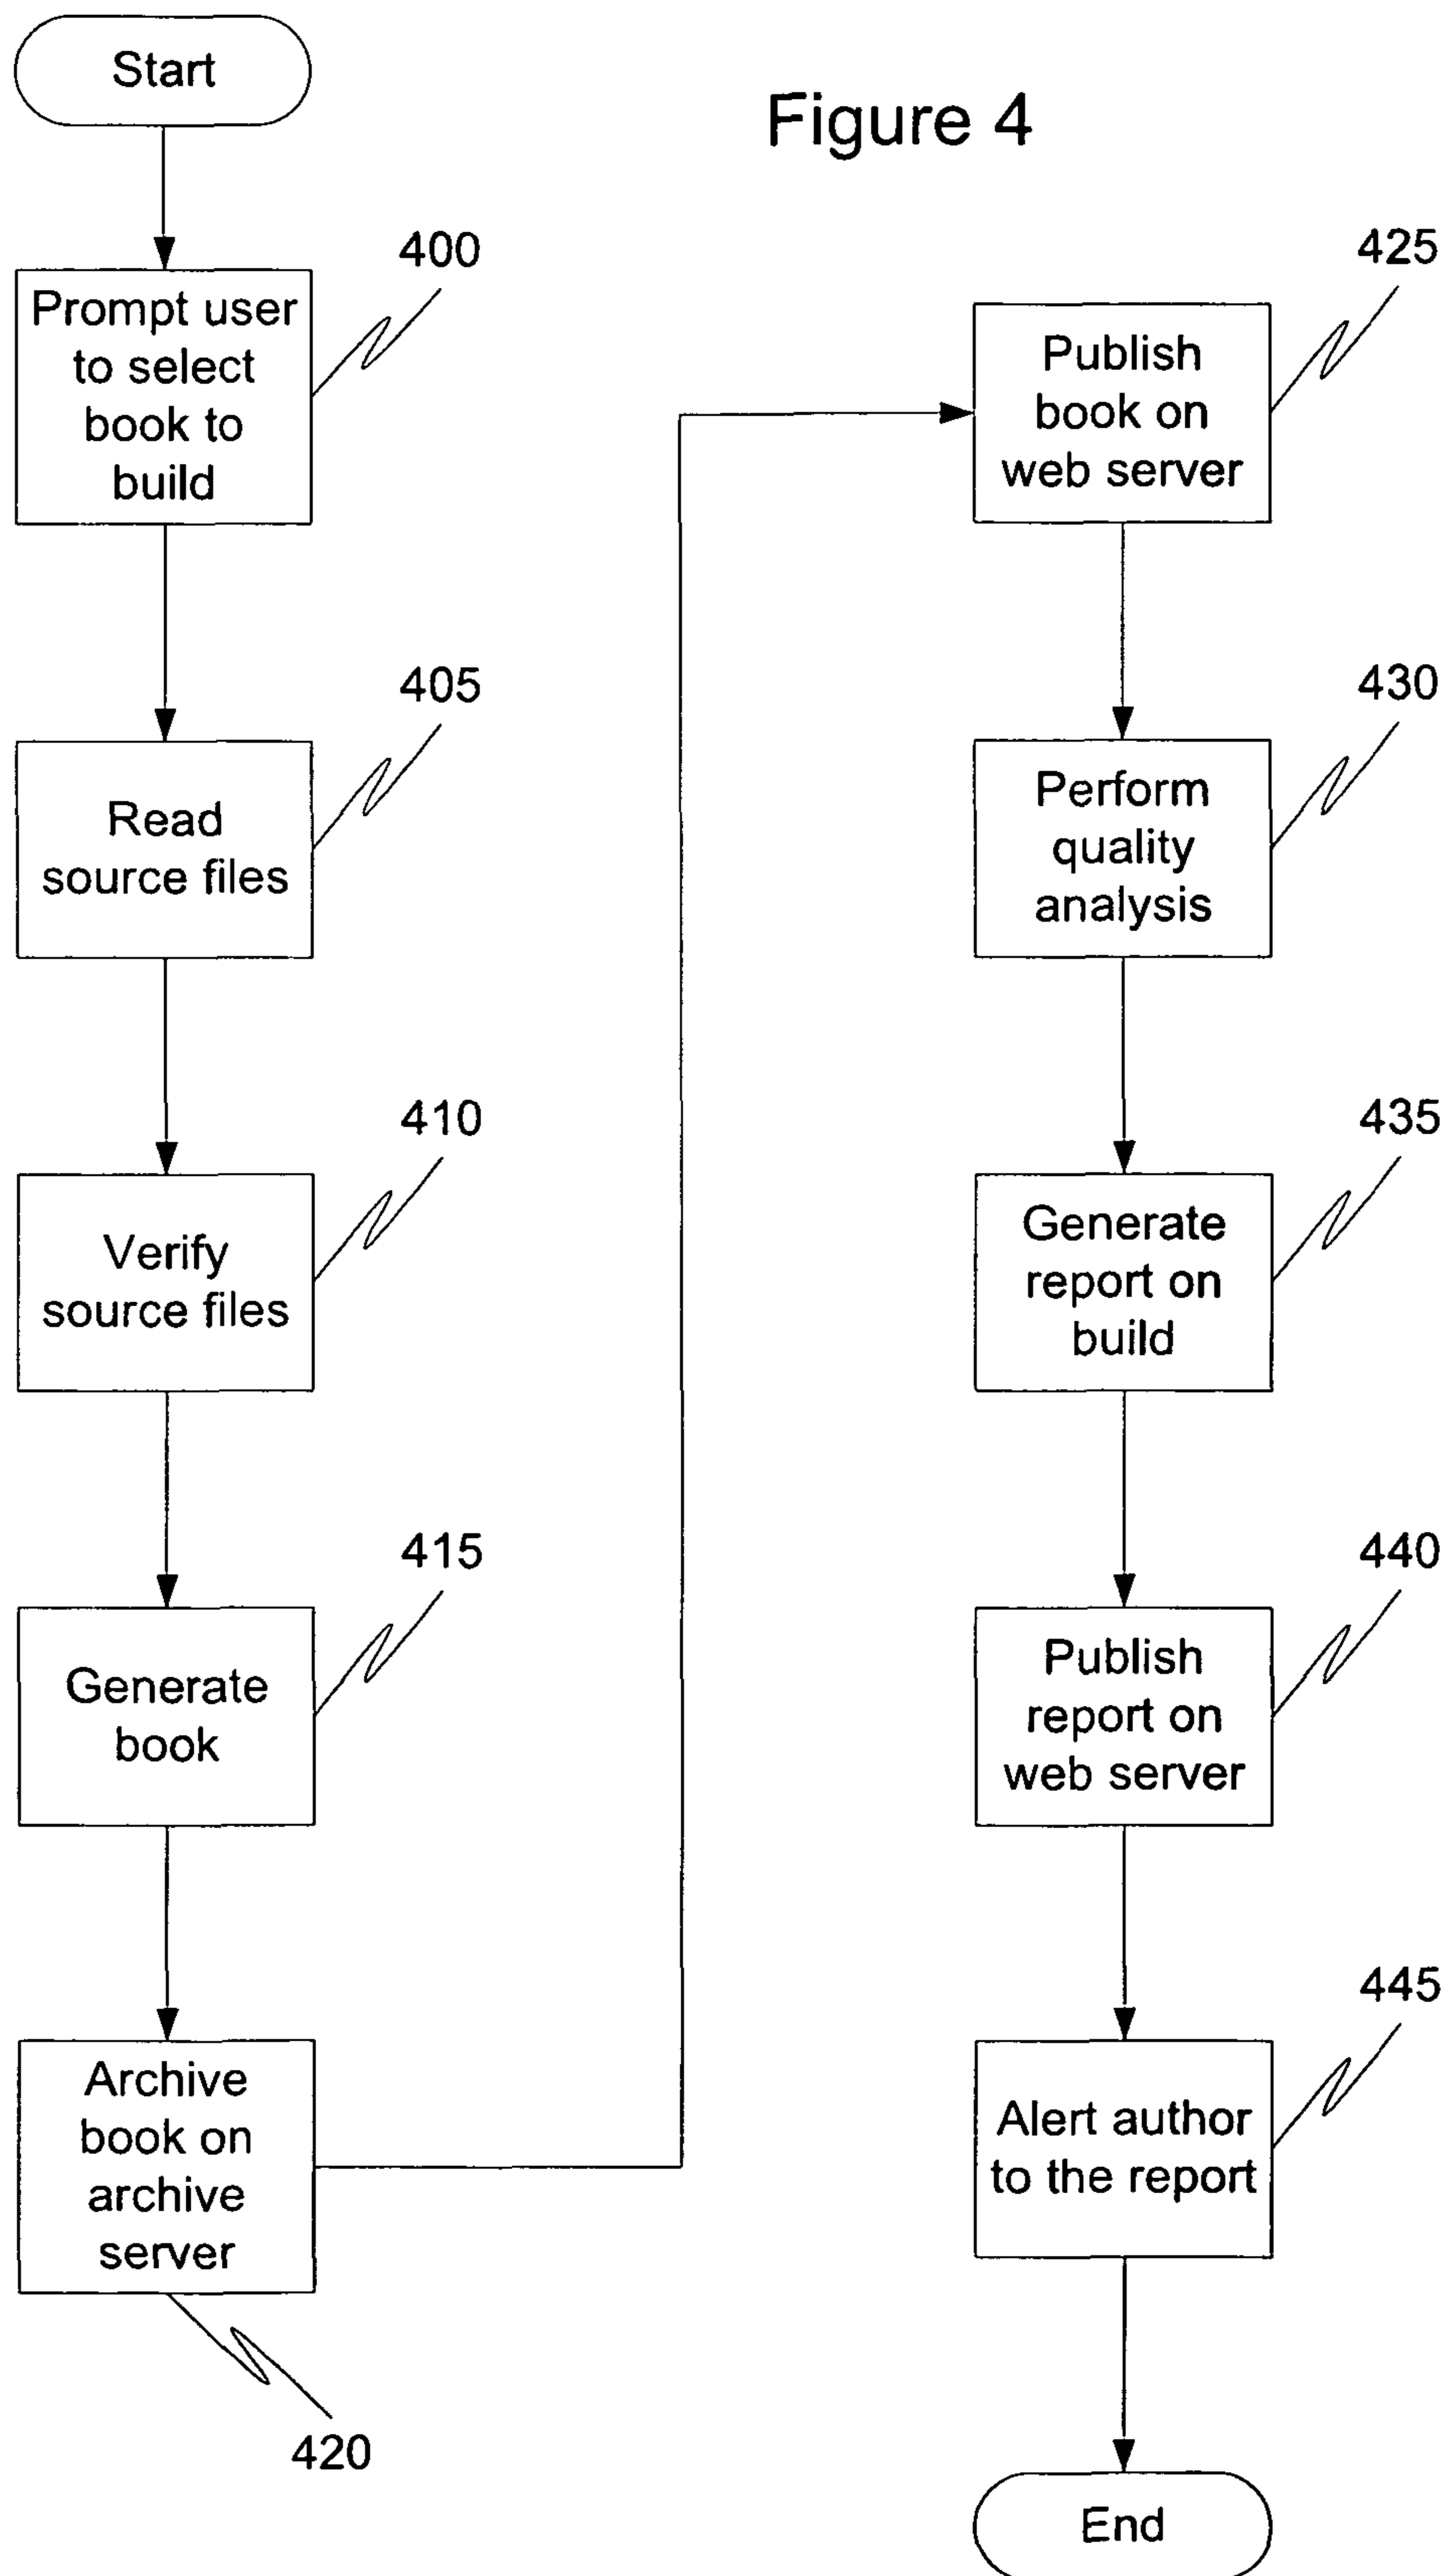 Start
Figure 4
400
Prompt user
to select
book to
build
405
Read
source files
410
Verify
source files
415
Generate
book
Archive
book on
archive
server
420
425
Publish
book on
web server
430
Perform
quality
analysis
435
Generate
report on
build
440
Publish
report on
web server
445
Alert author
to the report
End